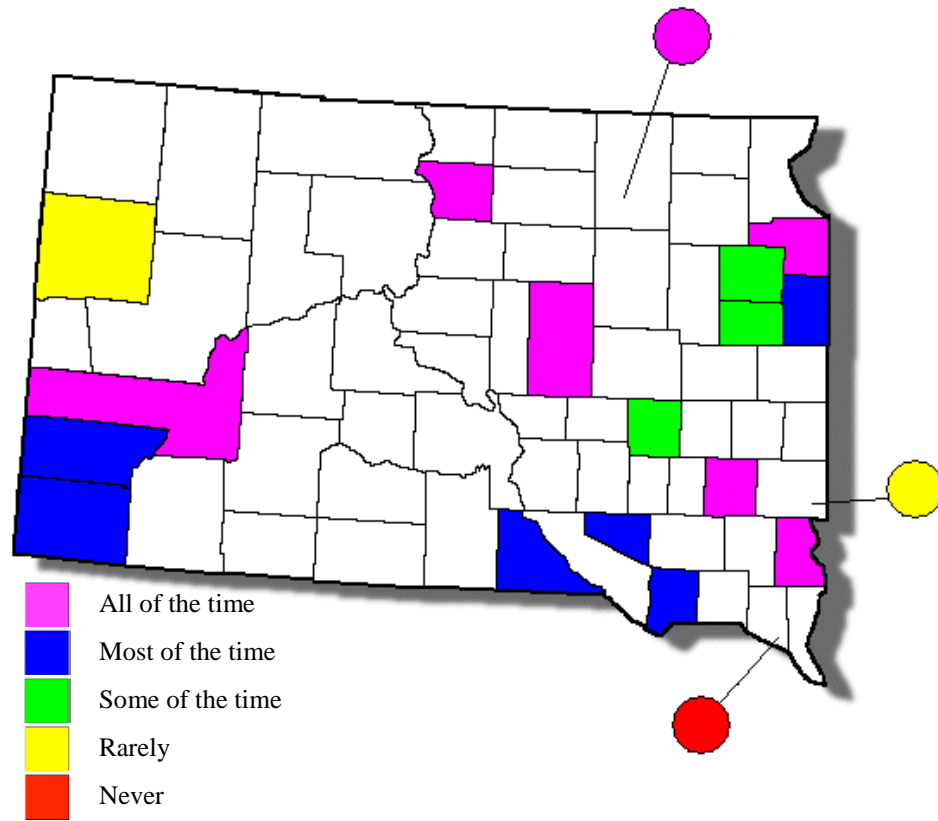 All of the time
Most of the time
Some of the time
Rarely
Never